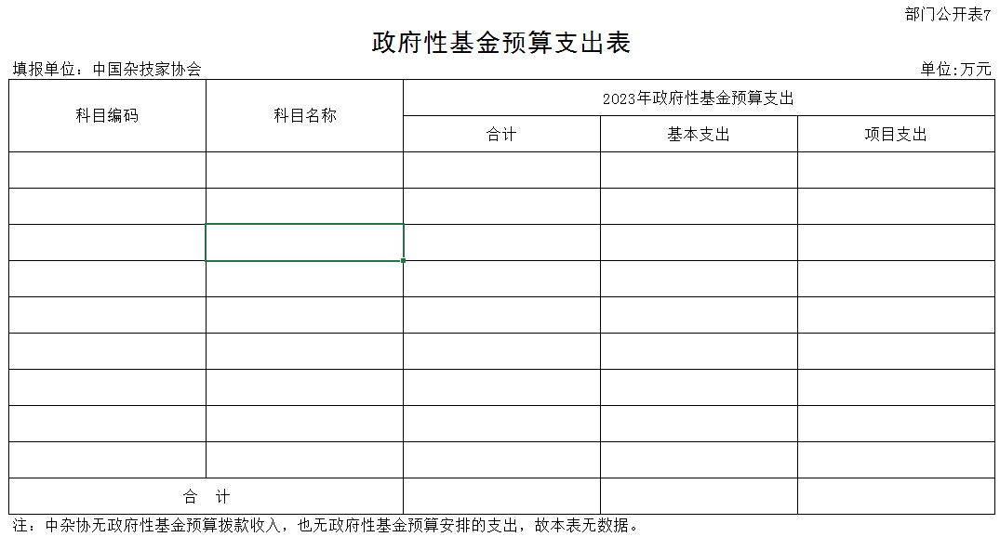 部门公开表7
政府性基金预算支出表
填报单位：中国杂技家协会 单位:万元
科目编码 科目名称 2023年政府性基金预算支出
合计 基本支出 项目支出
合 计
注：中杂协无政府性基金预算拨款收入，也无政府性基金预算安排的支出，故本表无数据。